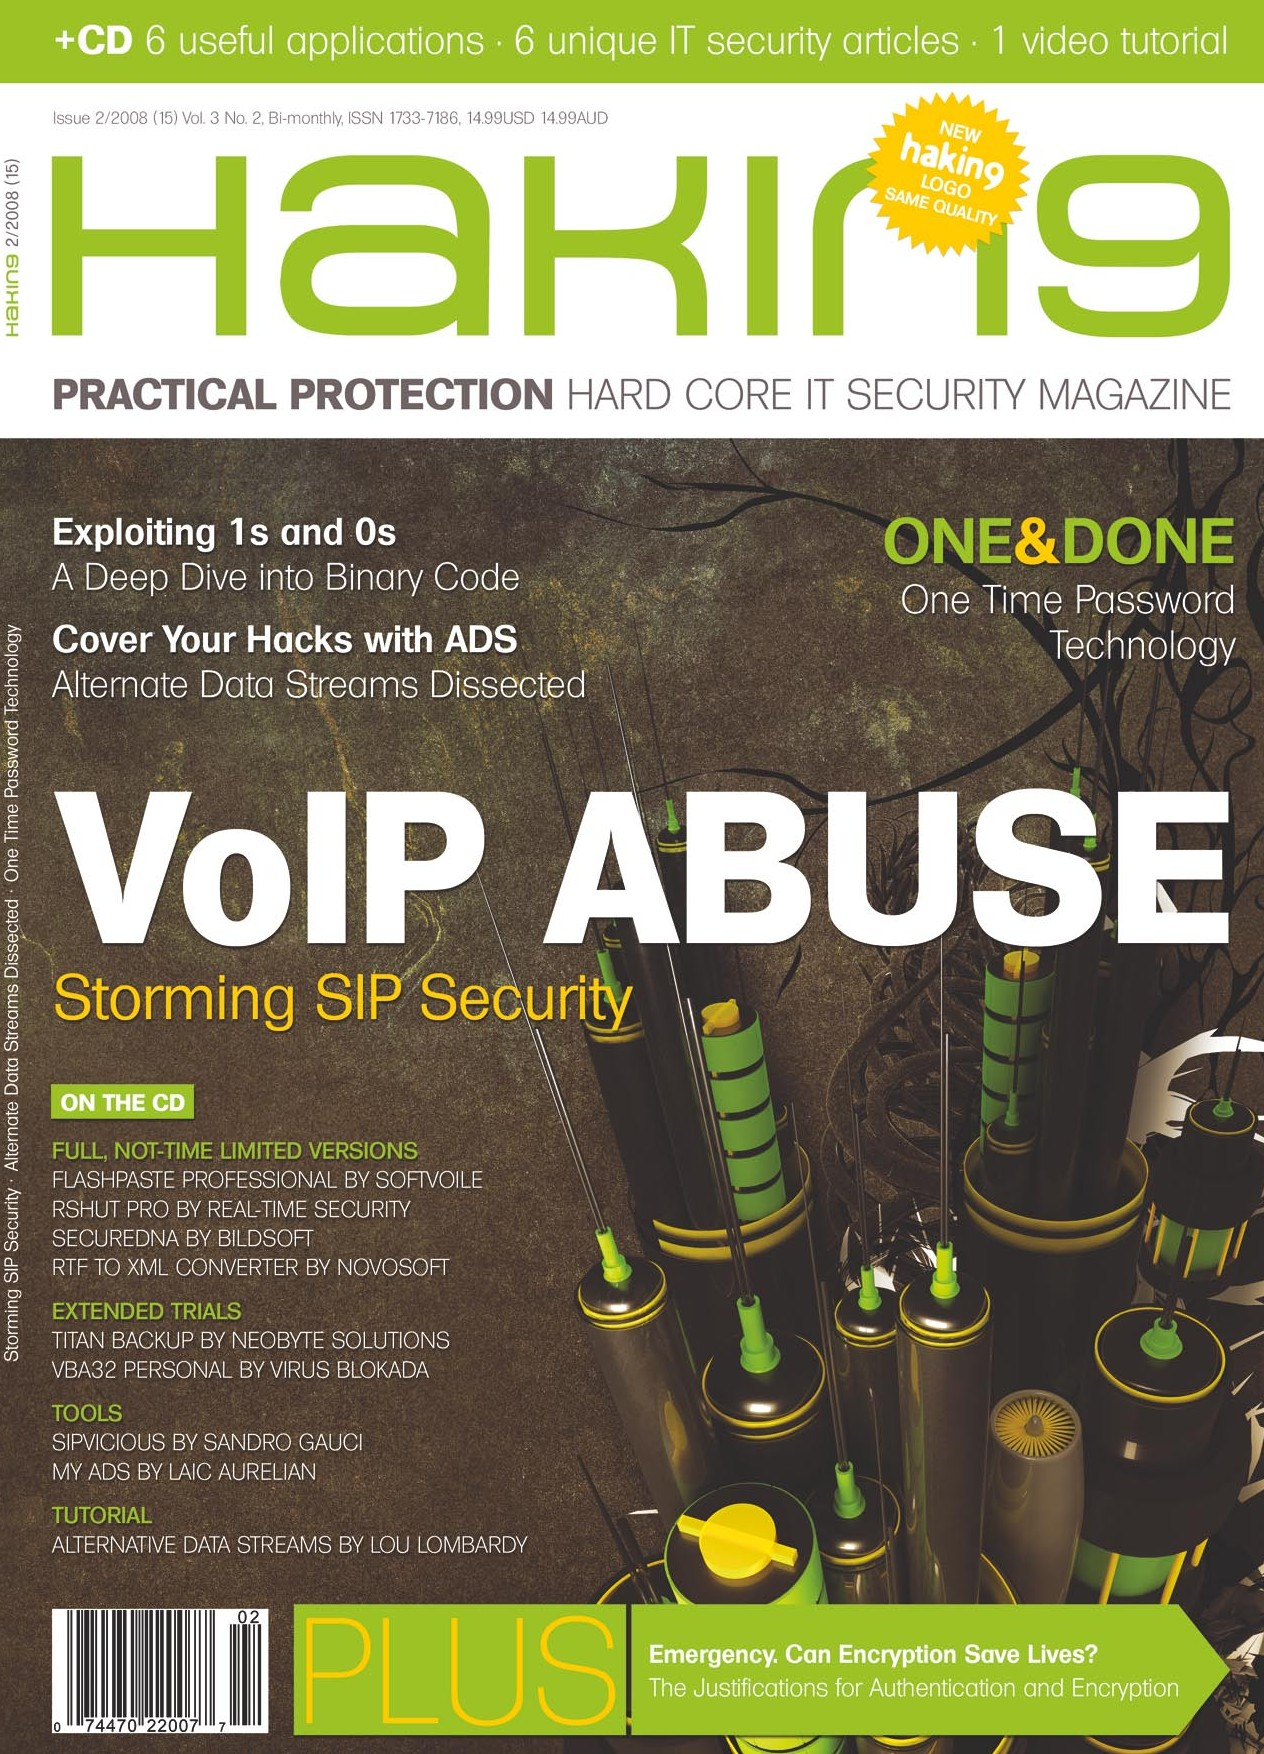 +CD 6 useful applications · 6 unique IT security articles · 1 video tutorial
Issue 2/2008 (15) Vol. 3 No. 2, Bi-monthly, ISSN 1733-7186, 14.99USD 14.99AUD
HaKIN9
NEW
hakin9
LOGO
SAME QUALITY
PRACTICAL PROTECTION HARD CORE IT SECURITY MAGAZINE
HaKIN9 2/2008 (15)
Storming SIP Security · Alternate Data Streams Dissected · One Time Password Technology
Exploiting 1s and 0s
A Deep Dive into Binary Code
Cover Your Hacks with ADS
Alternate Data Streams Dissected
ONE&DONE
One Time Password
Technology
VoIP ABUSE
Storming SIP Security
ON THE CD
FULL, NOT-TIME LIMITED VERSIONS
FLASHPASTE PROFESSIONAL BY SOFTVOILE
RSHUT PRO BY REAL-TIME SECURITY
SECUREDNA BY BILDSOFT
RTF TO XML CONVERTER BY NOVOSOFT
EXTENDED TRIALS
TITAN BACKUP BY NEOBYTE SOLUTIONS
VBA32 PERSONAL BY VIRUS BLOKADA
TOOLS
SIPVICIOUS BY SANDRO GAUCI
MY ADS BY LAIC AURELIAN
TUTORIAL
ALTERNATIVE DATA STREAMS BY LOU LOMBARDY
02
0 74470 22007 7
PLUS
Emergency. Can Encryption Save Lives?
The Justifications for Authentication and Encryption